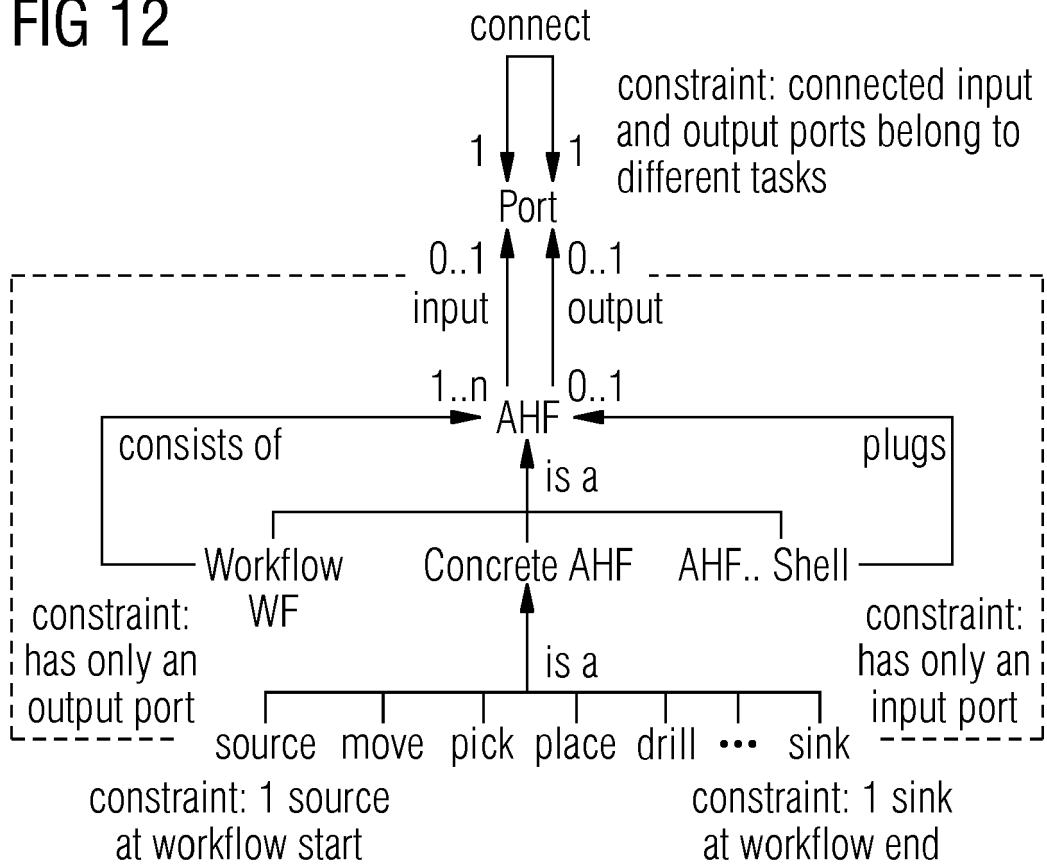 FIG 12
connect
constraint: connected input
and output ports belong to
different tasks
1 1
Port
0..1 0..1
input output
1..n 0..1
AHF
consists of plugs
is a
Workflow Concrete AHF AHF.. Shell
WF
constraint:
has only an
output port
constraint:
has only an
input port
is a
source move pick place drill ••• sink
constraint: 1 source
at workflow start
constraint: 1 sink
at workflow end